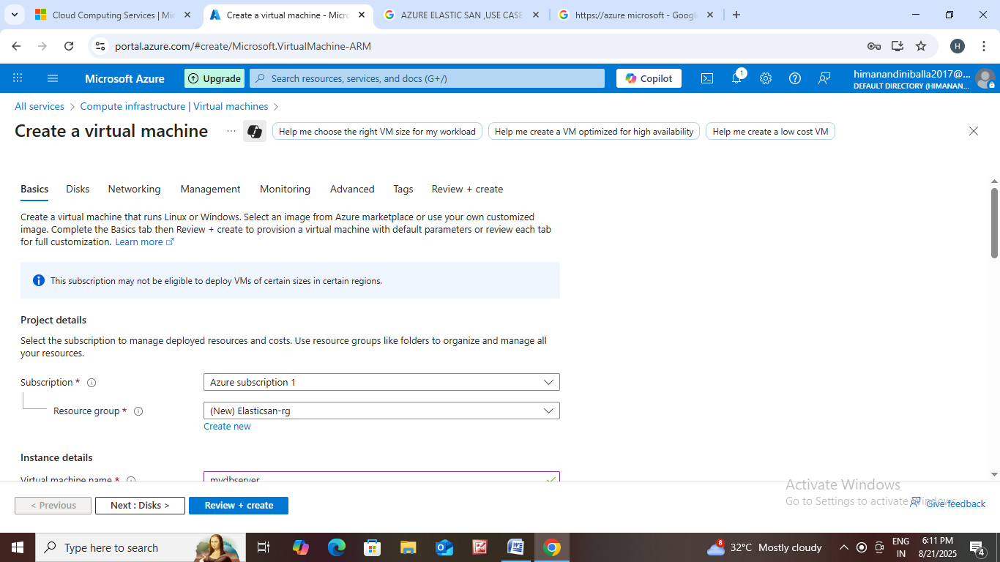 Cloud Computing Services | Mic
Create a virtual machine - Micro
AZURE ELASTIC SAN ,USE CASE
https://azure microsoft - Google
portal.azure.com/#create/Microsoft.VirtualMachine-ARM
H
Microsoft Azure
Upgrade
Search resources, services, and docs (G+/)
Copilot
1
himanandiniballa2017@...
DEFAULT DIRECTORY (HIMANAN...
All services > Compute infrastructure | Virtual machines >
Create a virtual machine
...
Help me choose the right VM size for my workload
Help me create a VM optimized for high availability
Help me create a low cost VM
Basics
Disks
Networking
Management
Monitoring
Advanced
Tags
Review + create
Create a virtual machine that runs Linux or Windows. Select an image from Azure marketplace or use your own customized
image. Complete the Basics tab then Review + create to provision a virtual machine with default parameters or review each tab
for full customization. Learn more
This subscription may not be eligible to deploy VMs of certain sizes in certain regions.
Project details
Select the subscription to manage deployed resources and costs. Use resource groups like folders to organize and manage all
your resources.
Subscription *
Azure subscription 1
Resource group *
(New) Elasticsan-rg
Create new
Instance details
Virtual machine name *
mydbserver
Activate Windows
Go to Settings to activate Windows.
Give feedback
< Previous
Next : Disks >
Review + create
Type here to search
8
32°C Mostly cloudy
ENG
IN
6:11 PM
8/21/2025
4